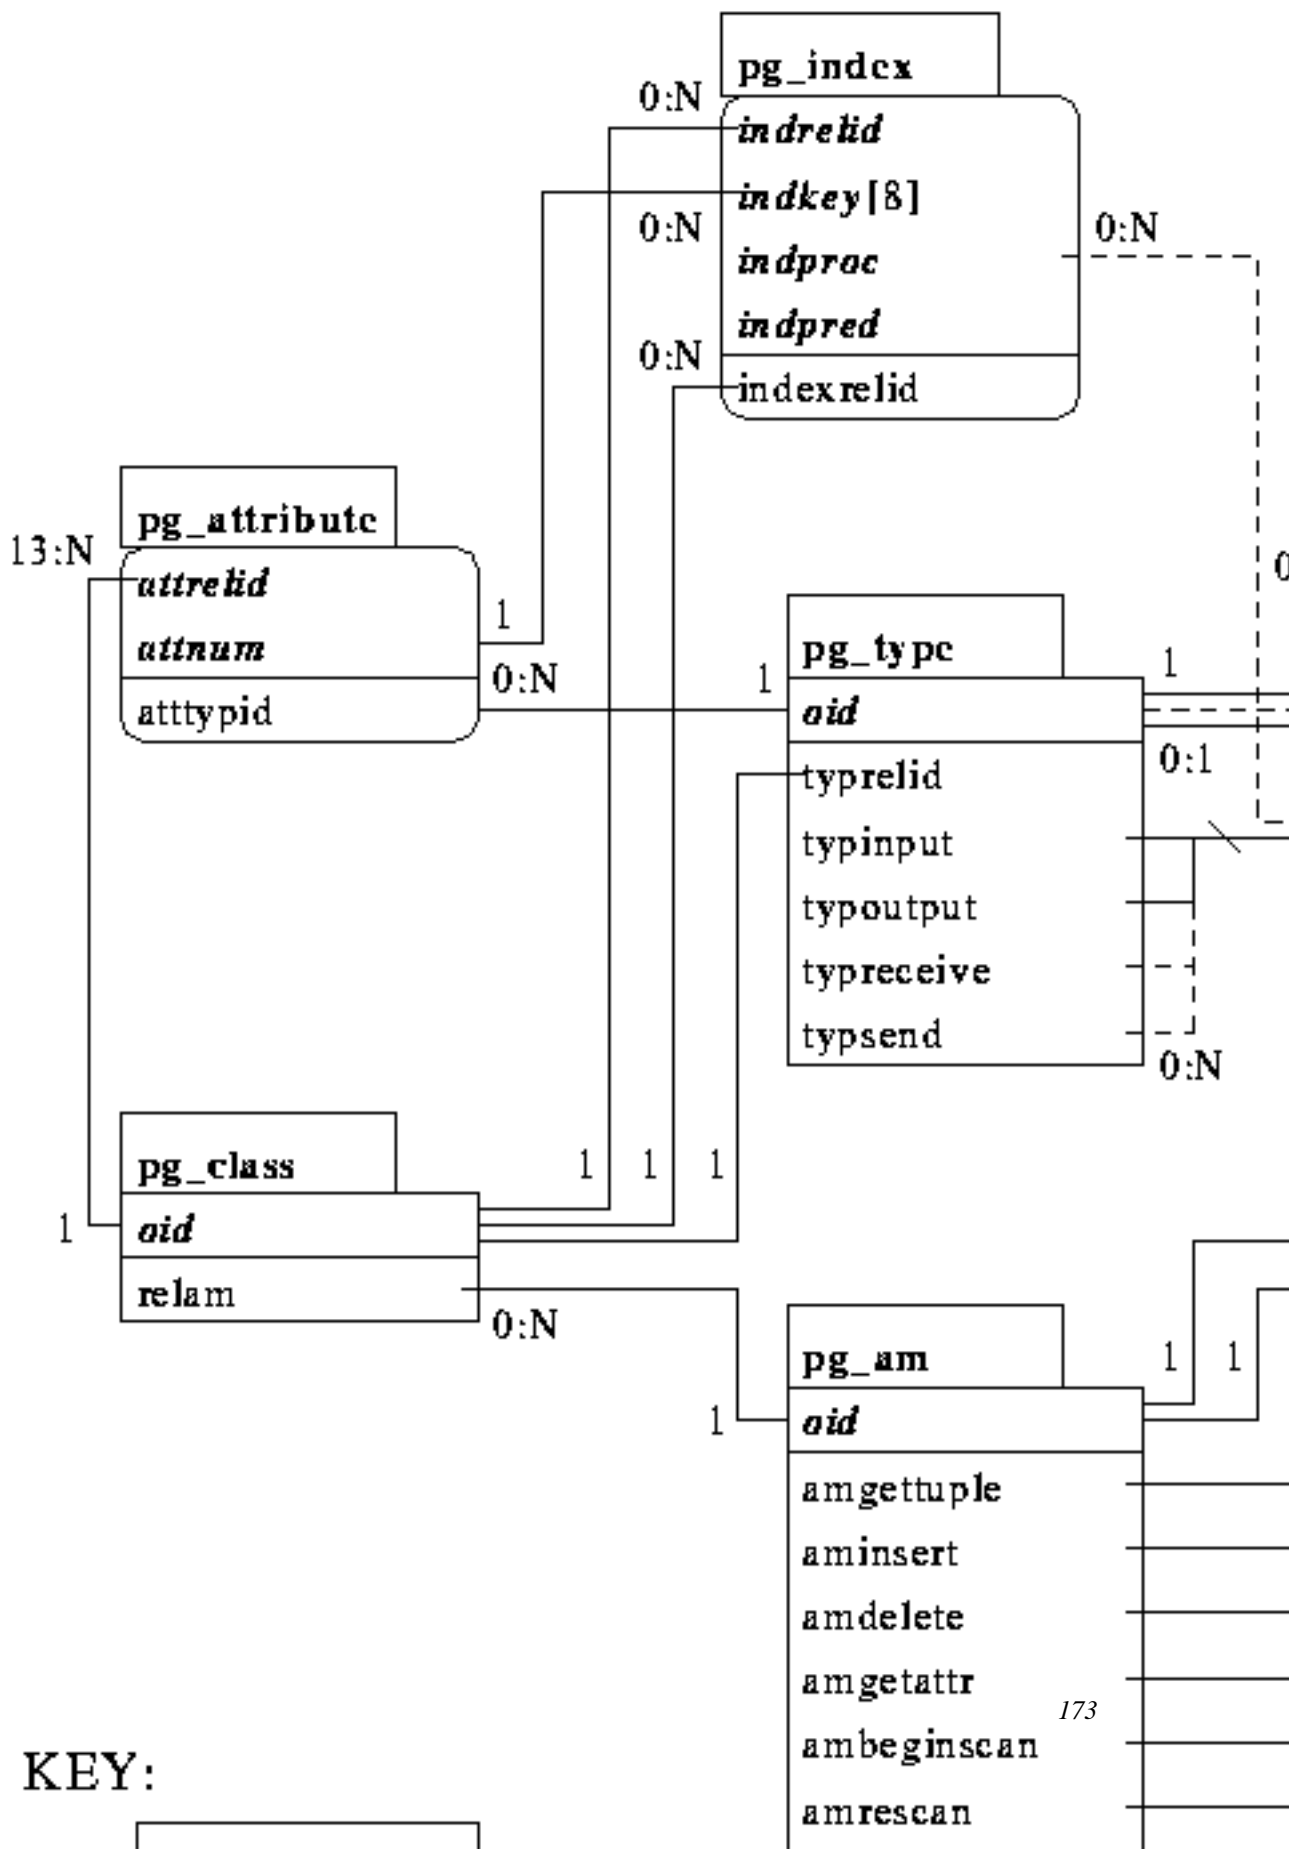 pg_index
0:N
indrelid
indkey[8]
0:N
0:N
indproc
indpred
0:N
indexrelid
pg_attribute
13:N
attrelid
1
attnum
0:N
atttypid
0
pg_type
1
1
oid
0:1
typrelid
typinput
typoutput
typreceive
typsend
0:N
pg_class
1
1
1
1
oid
relam
0:N
pg_am
1
1
1
oid
amgettuple
aminsert
amdelete
amgetattr
173
ambeginscan
amrescan
KEY: